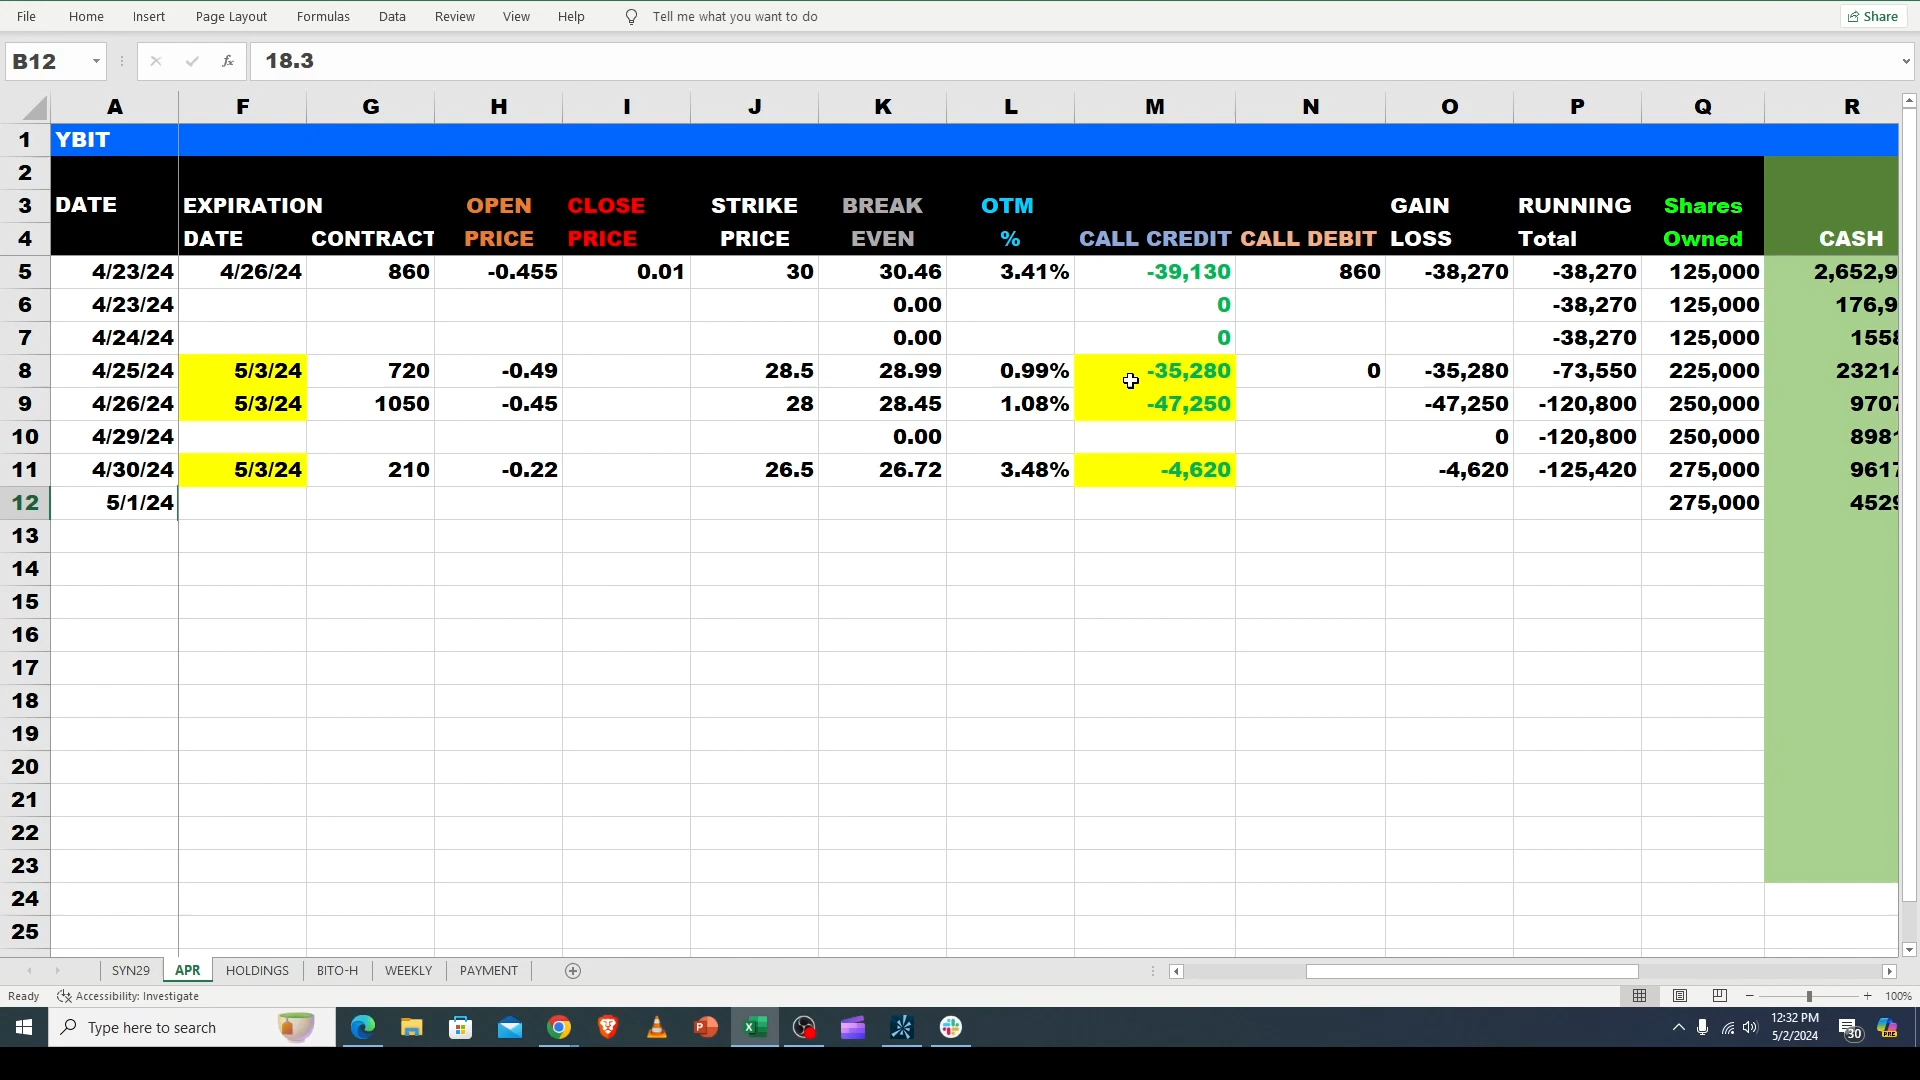 File Home Insert Page Layout Formulas Data Review View Help Tell me what you want to do Share
B12 fx 18.3
A F G H I J K L M N O P Q R
1 YBIT
2
3 DATE EXPIRATION OPEN CLOSE STRIKE BREAK OTM GAIN RUNNING Shares
4 DATE CONTRACT PRICE PRICE PRICE EVEN % CALL CREDIT CALL DEBIT LOSS Total Owned CASH
5 4/23/24 4/26/24 860 -0.455 0.01 30 30.46 3.41% -39,130 860 -38,270 -38,270 125,000 2,652,9
6 4/23/24 0.00 0 -38,270 125,000 176,9
7 4/24/24 0.00 0 -38,270 125,000 1558
8 4/25/24 5/3/24 720 -0.49 28.5 28.99 0.99% -35,280 0 -35,280 -73,550 225,000 23214
9 4/26/24 5/3/24 1050 -0.45 28 28.45 1.08% -47,250 -47,250 -120,800 250,000 9707
10 4/29/24 0.00 0 -120,800 250,000 8981
11 4/30/24 5/3/24 210 -0.22 26.5 26.72 3.48% -4,620 -4,620 -125,420 275,000 9617
12 5/1/24 275,000 4529
13
14
15
16
17
18
19
20
21
22
23
24
25
SYN29 APR HOLDINGS BITO-H WEEKLY PAYMENT
Ready Accessibility: Investigate 100%
Type here to search 12:32 PM
5/2/2024 30 PRE